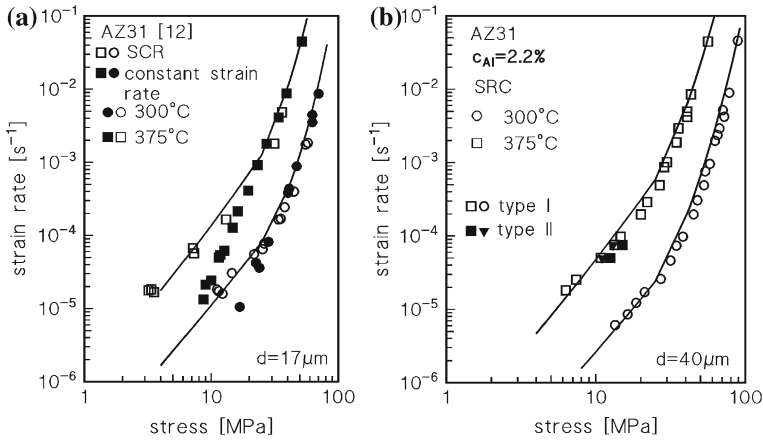 (a)
AZ31 [12]
SCR
constant strain
rate
300°C
375°C
d=17μm
strain rate [s⁻¹]
10⁻¹
10⁻²
10⁻³
10⁻⁴
10⁻⁵
10⁻⁶
1
10
100
stress [MPa]
(b)
AZ31
cAl=2.2%
SRC
300°C
375°C
type I
type II
d=40μm
strain rate [s⁻¹]
10⁻¹
10⁻²
10⁻³
10⁻⁴
10⁻⁵
10⁻⁶
1
10
100
stress [MPa]